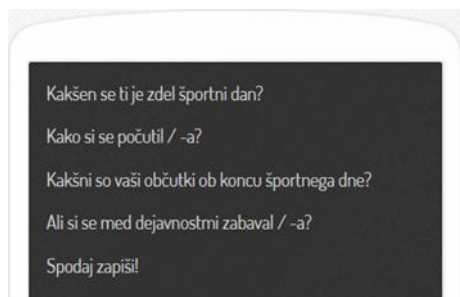 Kakšen se ti je zdel športni dan?
Kako si se počutil / -a?
Kakšni so vaši občutki ob koncu športnega dne?
Ali si se med dejavnostmi zabaval / -a?
Spodaj zapiši!